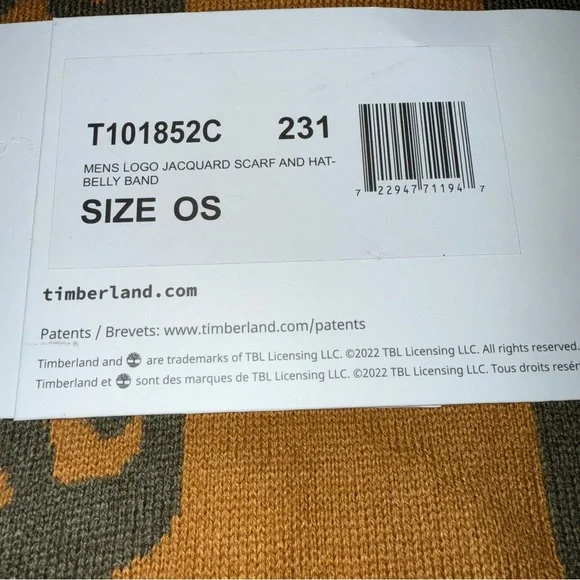 T101852C 231
MENS LOGO JACQUARD SCARF AND HAT-
BELLY BAND
SIZE OS
7 22947 71194 7
timberland.com
Patents / Brevets: www.timberland.com/patents
Timberland and are trademarks of TBL Licensing LLC. ©2022 TBL Licensing LLC. All rights reserved.
Timberland et sont des marques de TBL Licensing LLC. ©2022 TBL Licensing LLC. Tous droits